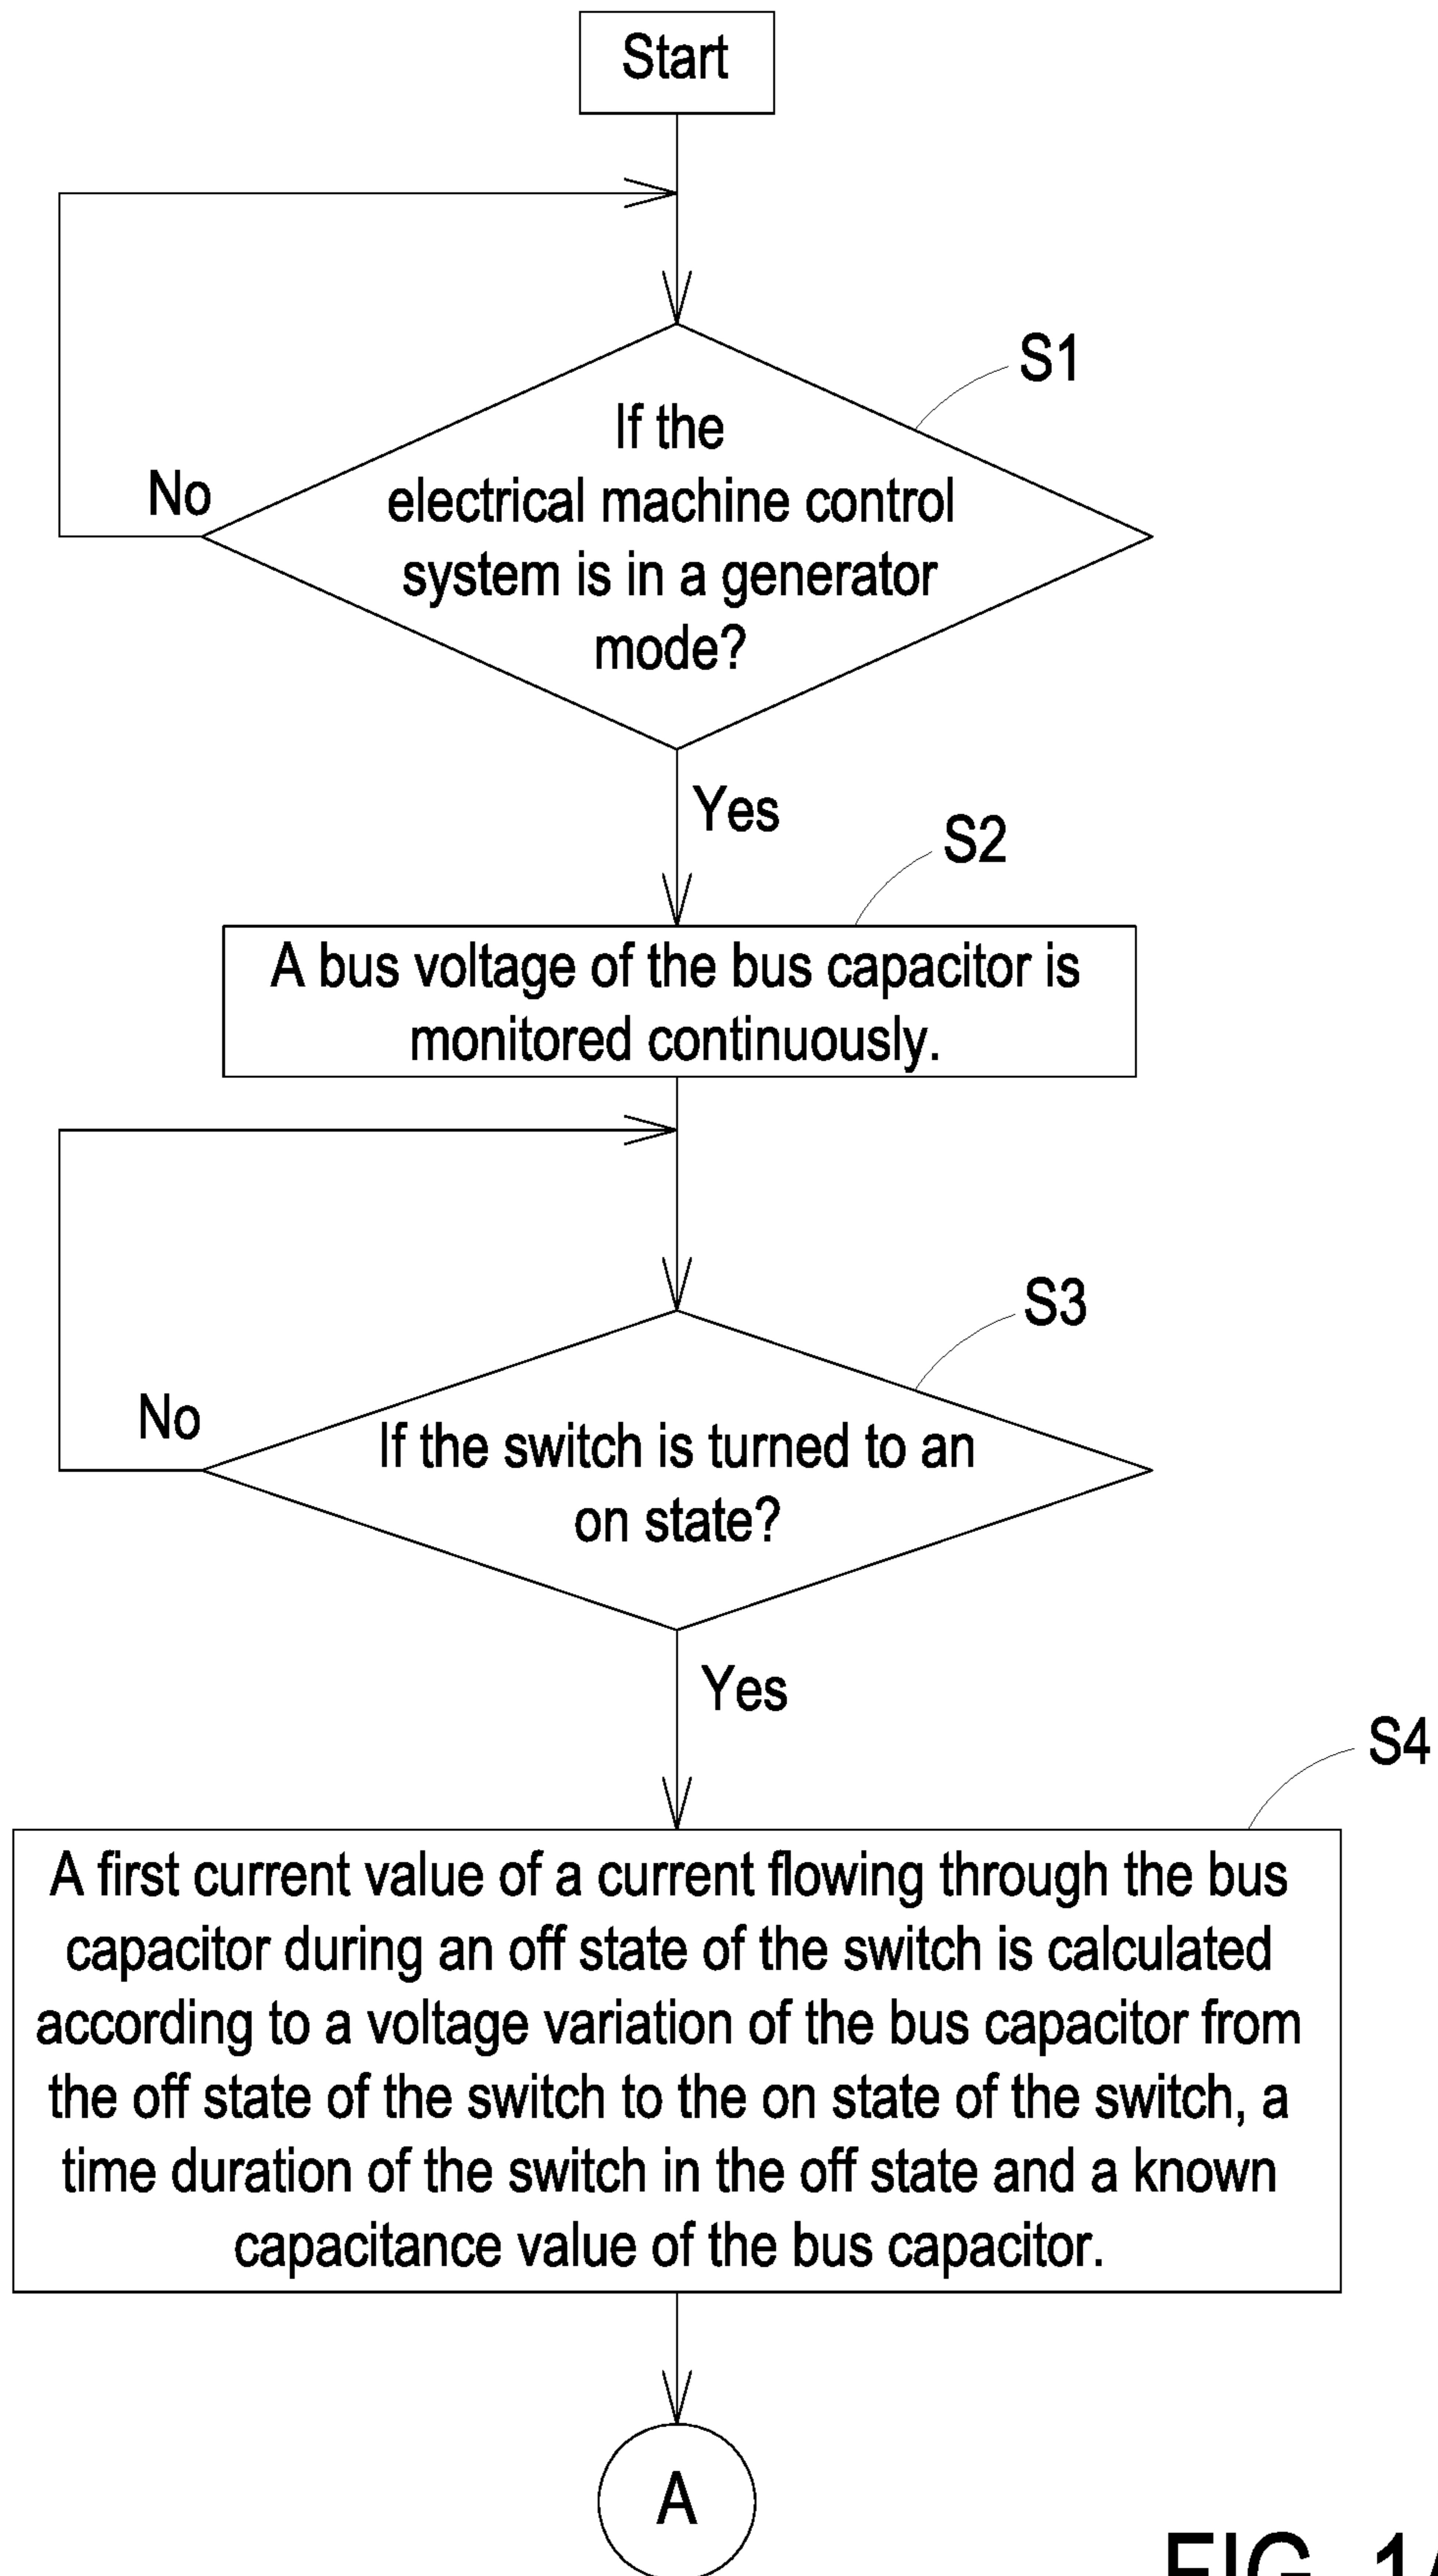 Start
S1
If the
electrical machine control
system is in a generator
mode?
No
Yes
S2
A bus voltage of the bus capacitor is
monitored continuously.
S3
If the switch is turned to an
on state?
No
Yes
S4
A first current value of a current flowing through the bus
capacitor during an off state of the switch is calculated
according to a voltage variation of the bus capacitor from
the off state of the switch to the on state of the switch, a
time duration of the switch in the off state and a known
capacitance value of the bus capacitor.
A
FIG.